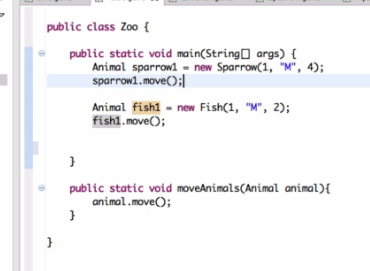 public class Zoo {
public static void main(String[] args) {
Animal sparrow1 = new Sparrow(1, "M", 4);
sparrow1.move();
Animal fish1 = new Fish(1, "M", 2);
fish1.move();
}
public static void moveAnimals(Animal animal){
animal.move();
}
}